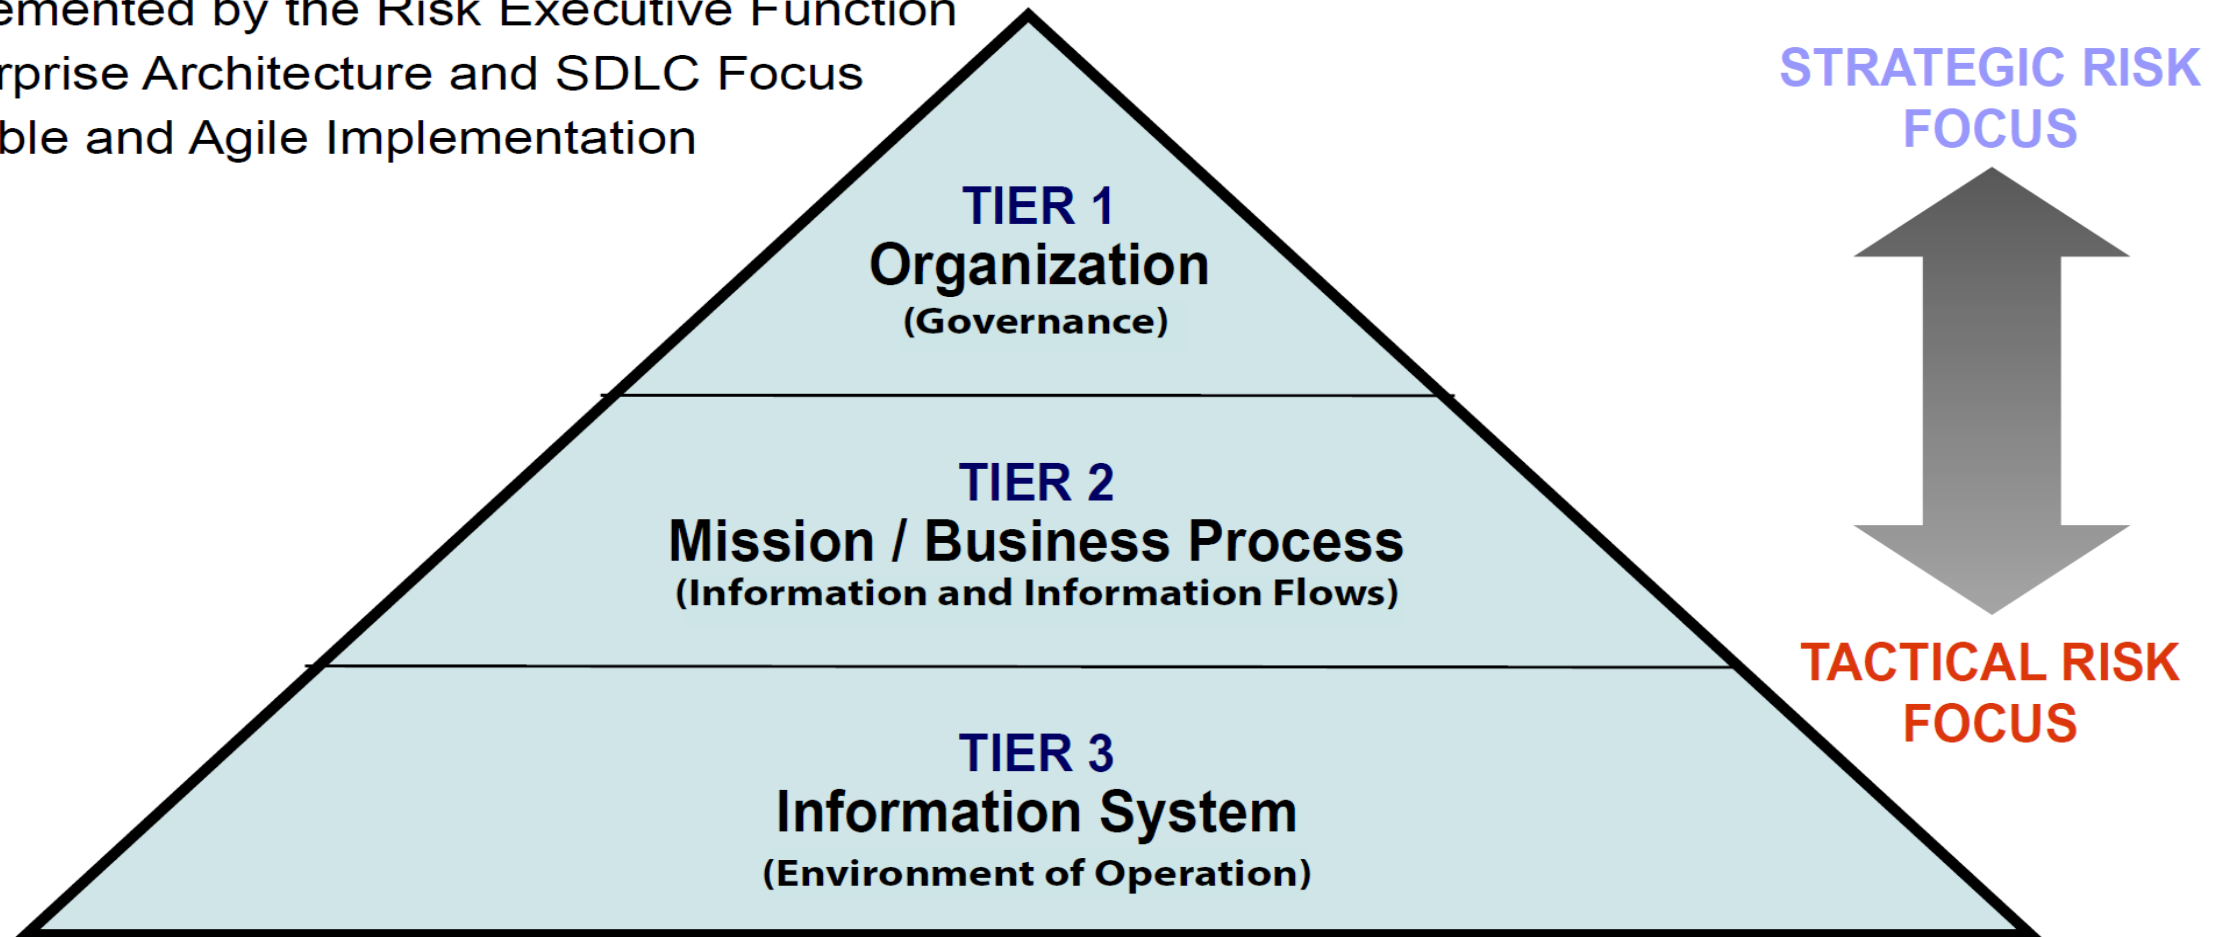 emented by the Risk Executive Function
rprise Architecture and SDLC Focus
ble and Agile Implementation
STRATEGIC RISK
FOCUS
TIER 1
Organization
(Governance)
TIER 2
Mission / Business Process
(Information and Information Flows)
TACTICAL RISK
FOCUS
TIER 3
Information System
(Environment of Operation)